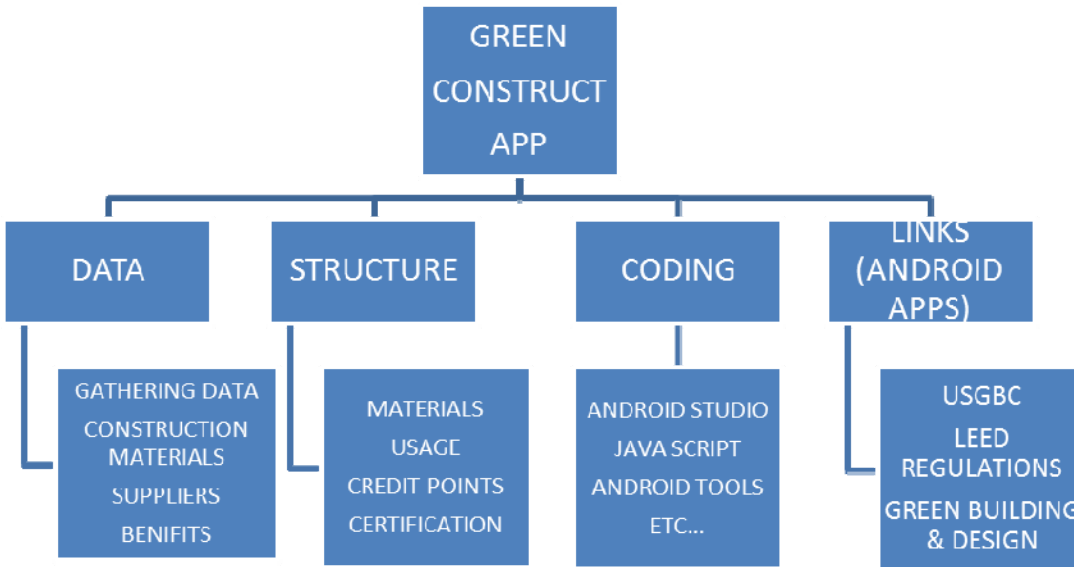 GREEN
CONSTRUCT
APP
DATA
STRUCTURE
CODING
LINKS
(ANDROID
APPS)
GATHERING DATA
CONSTRUCTION
MATERIALS
SUPPLIERS
BENIFITS
MATERIALS
USAGE
CREDIT POINTS
CERTIFICATION
ANDROID STUDIO
JAVA SCRIPT
ANDROID TOOLS
ETC...
USGBC
LEED
REGULATIONS
GREEN BUILDING
& DESIGN